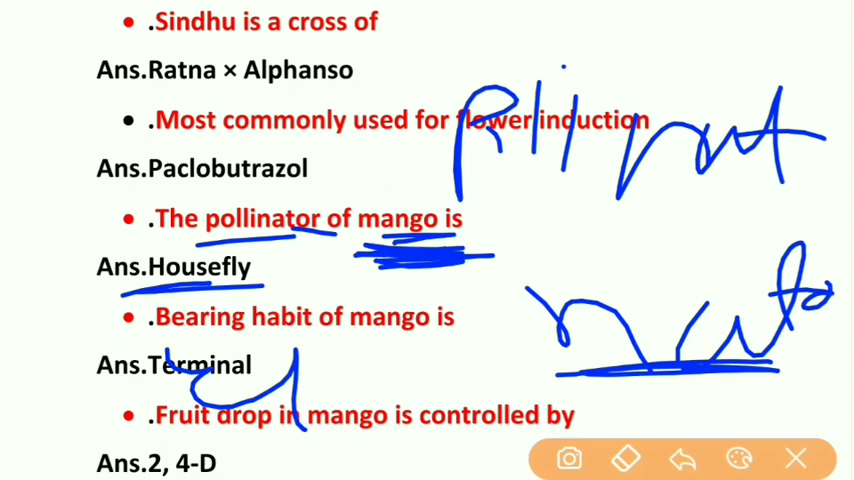 .Sindhu is a cross of
Ans.Ratna × Alphanso
.Most commonly used for flower induction
Ans.Paclobutrazol
.The pollinator of mango is
Ans.Housefly
.Bearing habit of mango is
Ans.Terminal
.Fruit drop in mango is controlled by
Ans.2, 4-D